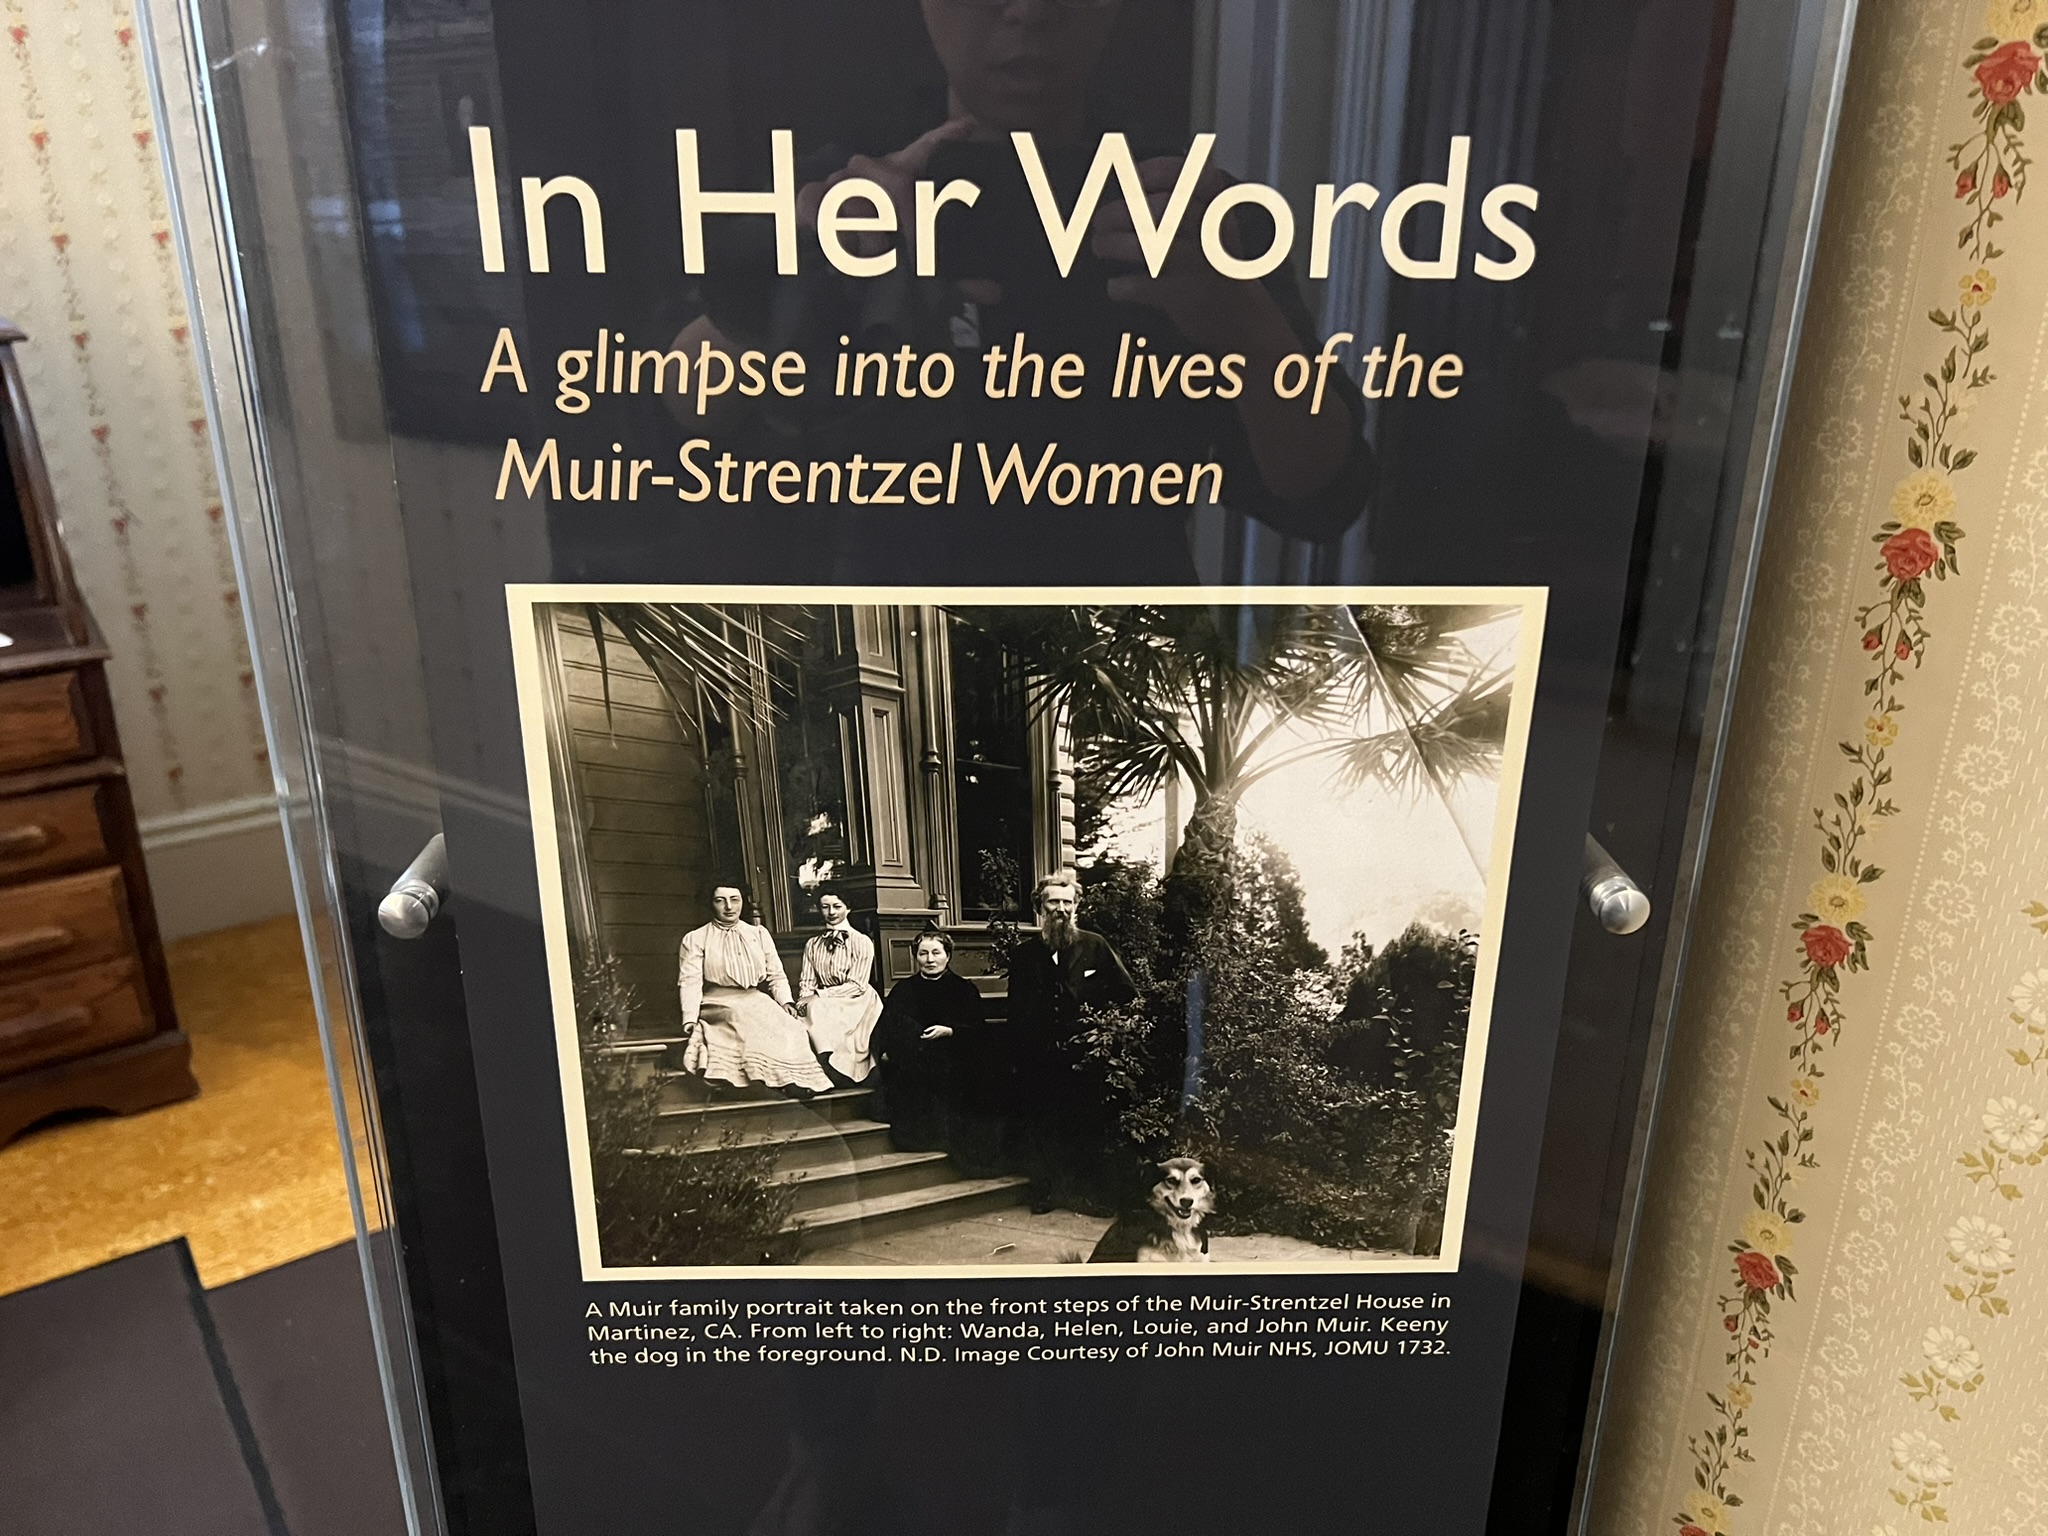 In Her Words
A glimpse into the lives of the
Muir-Strentzel Women
A Muir family portrait taken on the front steps of the Muir-Strentzel House in
Martinez, CA. From left to right: Wanda, Helen, Louie, and John Muir. Keeny
the dog in the foreground. N.D. Image Courtesy of John Muir NHS, JOMU 1732.